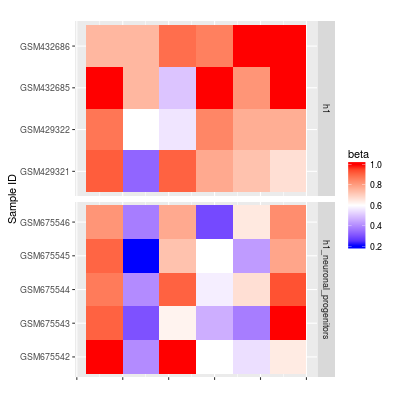 Sample ID
GSM432686
GSM432685
GSM429322
GSM429321
h1
GSM675546
GSM675545
GSM675544
GSM675543
GSM675542
h1_neuronal_progenitors
beta
1.0
0.8
0.6
0.4
0.2